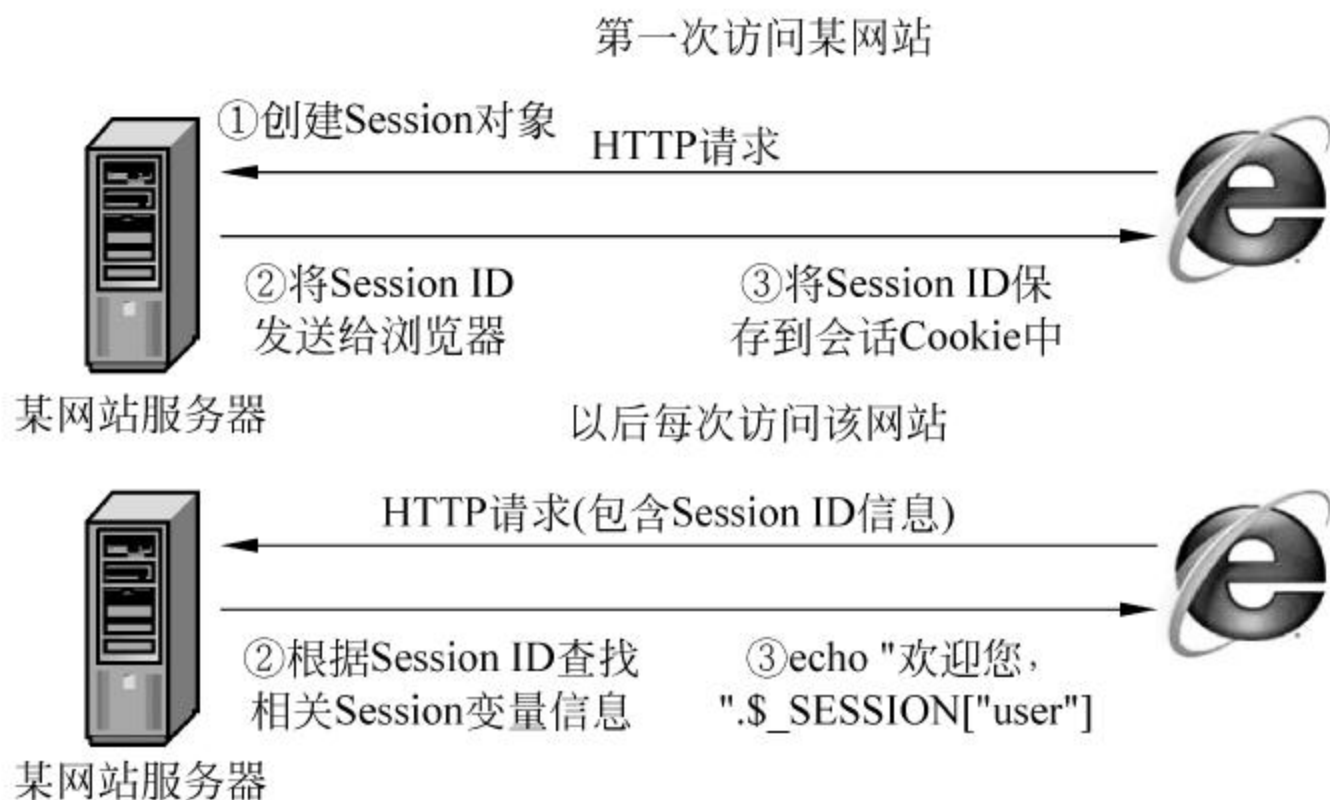 第一次访问某网站
①创建Session对象
HTTP请求
②将Session ID
发送给浏览器
③将Session ID保
存到会话Cookie中
某网站服务器
以后每次访问该网站
HTTP请求(包含Session ID信息)
②根据Session ID查找
相关Session变量信息
③echo "欢迎您，
".$_SESSION["user"]
某网站服务器